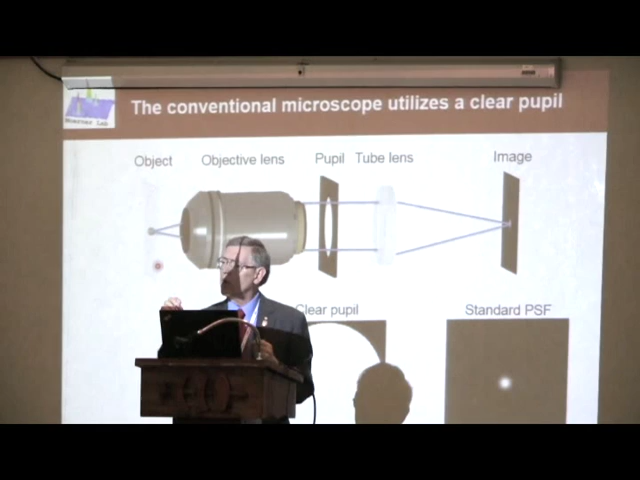 The conventional microscope utilizes a clear pupil
Object Objective lens Pupil Tube lens Image
Clear pupil Standard PSF